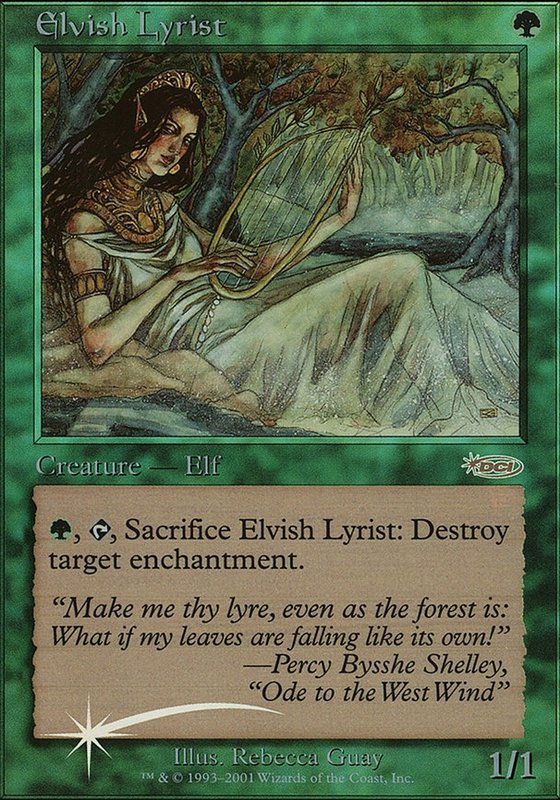 Elvish Lyrist
Creature — Elf
DCI
, , Sacrifice Elvish Lyrist: Destroy
target enchantment.
“Make me thy lyre, even as the forest is:
What if my leaves are falling like its own!”
—Percy Bysshe Shelley,
“Ode to the West Wind”
Illus. Rebecca Guay
1/1
™ & © 1993–2001 Wizards of the Coast, Inc.